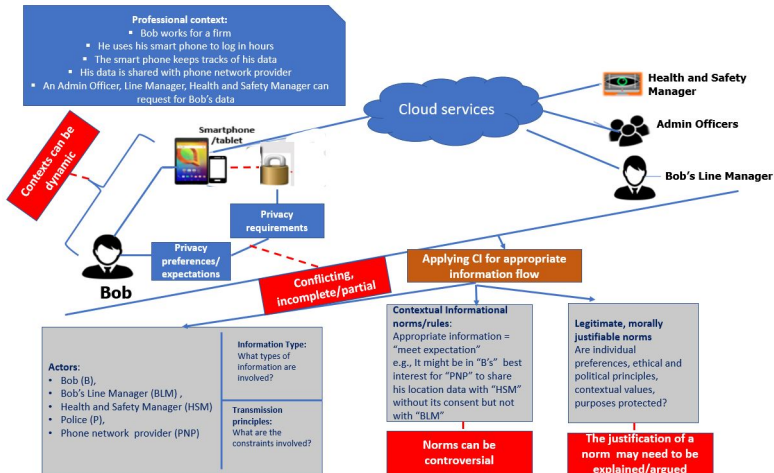 Professional context:
▪ Bob works for a firm
▪ He uses his smart phone to log in hours
▪ The smart phone keeps tracks of his data
▪ His data is shared with phone network provider
▪ An Admin Officer, Line Manager, Health and Safety Manager can
request for Bob's data
Cloud services
Health and Safety
Manager
Admin Officers
Bob's Line Manager
Contexts can be
dynamic
Smartphone
/tablet
Privacy
requirements
Privacy
preferences/
expectations
Bob
Conflicting,
incomplete/partial
Applying CI for appropriate
information flow
Actors:
• Bob (B),
• Bob's Line Manager (BLM) ,
• Health and Safety Manager (HSM)
• Police (P),
• Phone network provider (PNP)
Information Type:
What types of
information are
involved?
Transmission
principles:
What are the
constraints involved?
Contextual Informational
norms/rules:
Appropriate information =
“meet expectation”
e.g., It might be in “B's” best
interest for “PNP” to share
his location data with “HSM”
without its consent but not
with “BLM”
Norms can be
controversial
Legitimate, morally
justifiable norms
Are individual
preferences, ethical and
political principles,
contextual values,
purposes protected?
The justification of a
norm may need to be
explained/argued